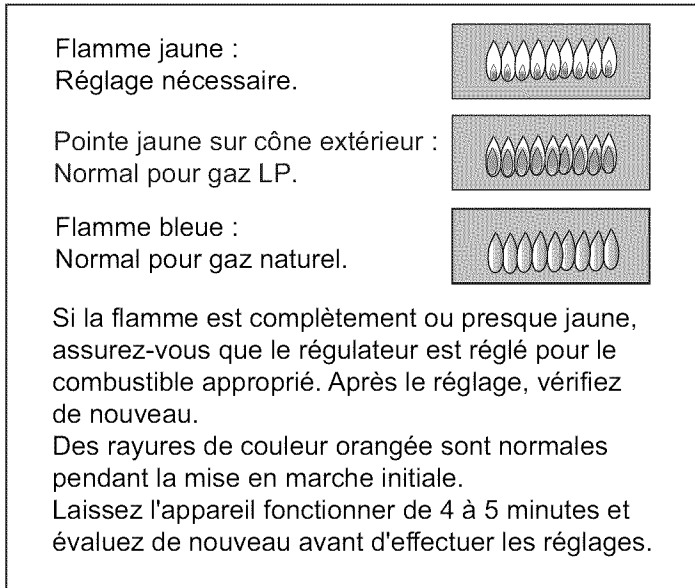 Flamme jaune :
Réglage nécessaire.
Pointe jaune sur cône extérieur :
Normal pour gaz LP.
Flamme bleue :
Normal pour gaz naturel.
Si la flamme est complètement ou presque jaune,
assurez-vous que le régulateur est réglé pour le
combustible approprié. Après le réglage, vérifiez
de nouveau.
Des rayures de couleur orangée sont normales
pendant la mise en marche initiale.
Laissez l'appareil fonctionner de 4 à 5 minutes et
évaluez de nouveau avant d'effectuer les réglages.